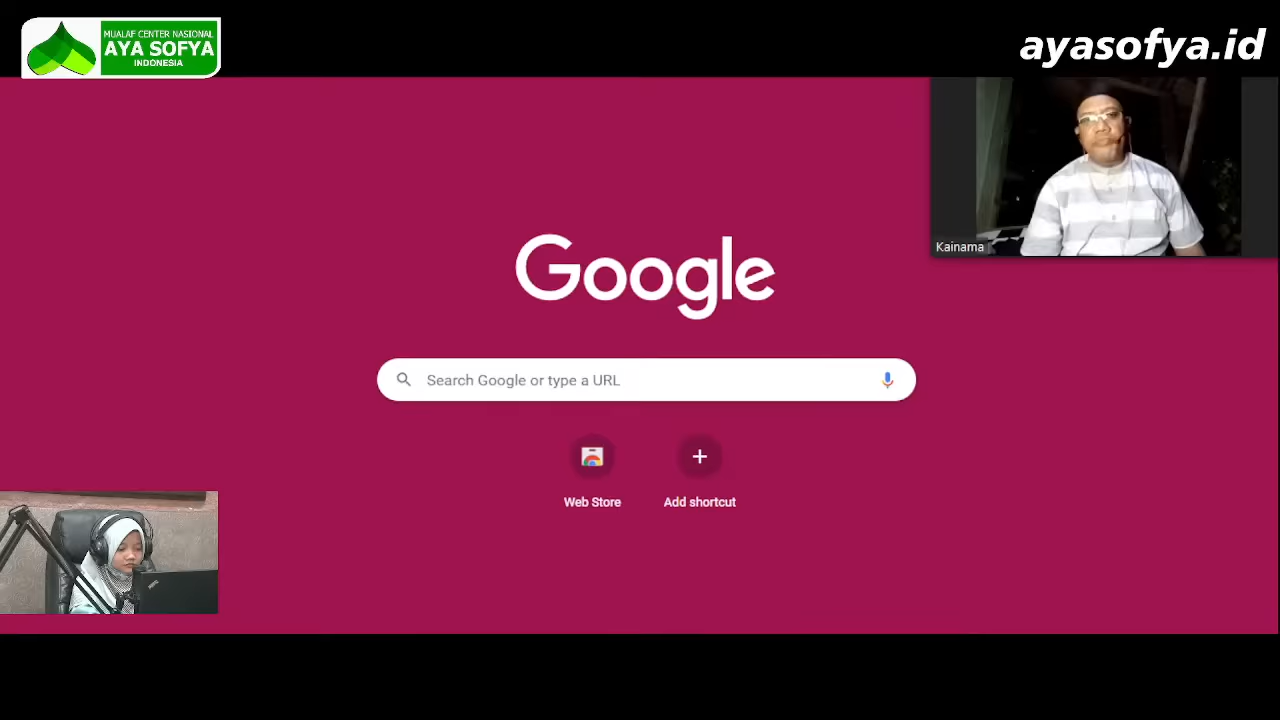 MUALAF CENTER NASIONAL
AYA SOFYA
INDONESIA
ayasofya.id
Kainama
Google
Search Google or type a URL
Web Store
Add shortcut